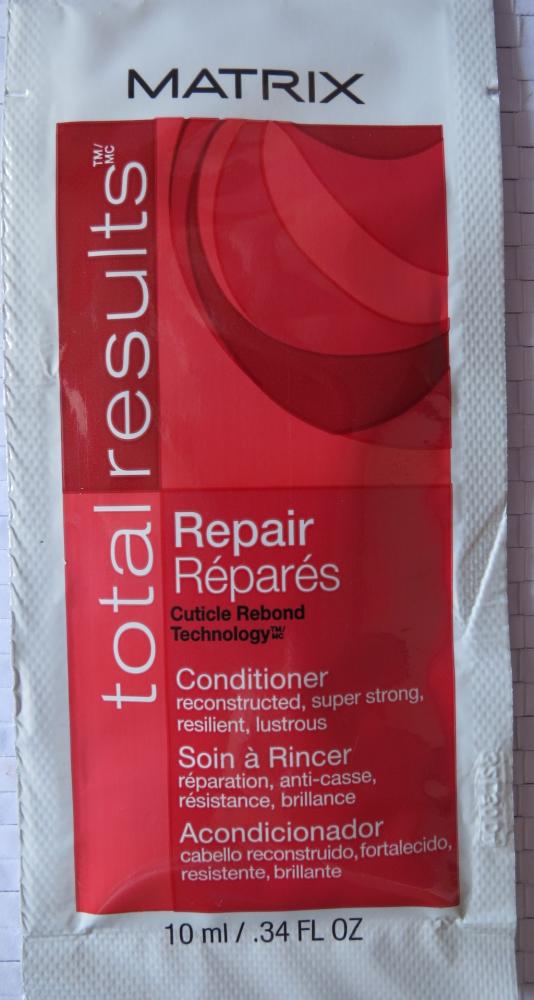 MATRIX
total results™/MC
Repair
Réparés
Cuticle Rebond
Technology™/MC
Conditioner
reconstructed, super strong,
resilient, lustrous
Soin à Rincer
réparation, anti-casse,
résistance, brillance
Acondicionador
cabello reconstruido, fortalecido,
resistente, brillante
10 ml / .34 FL OZ